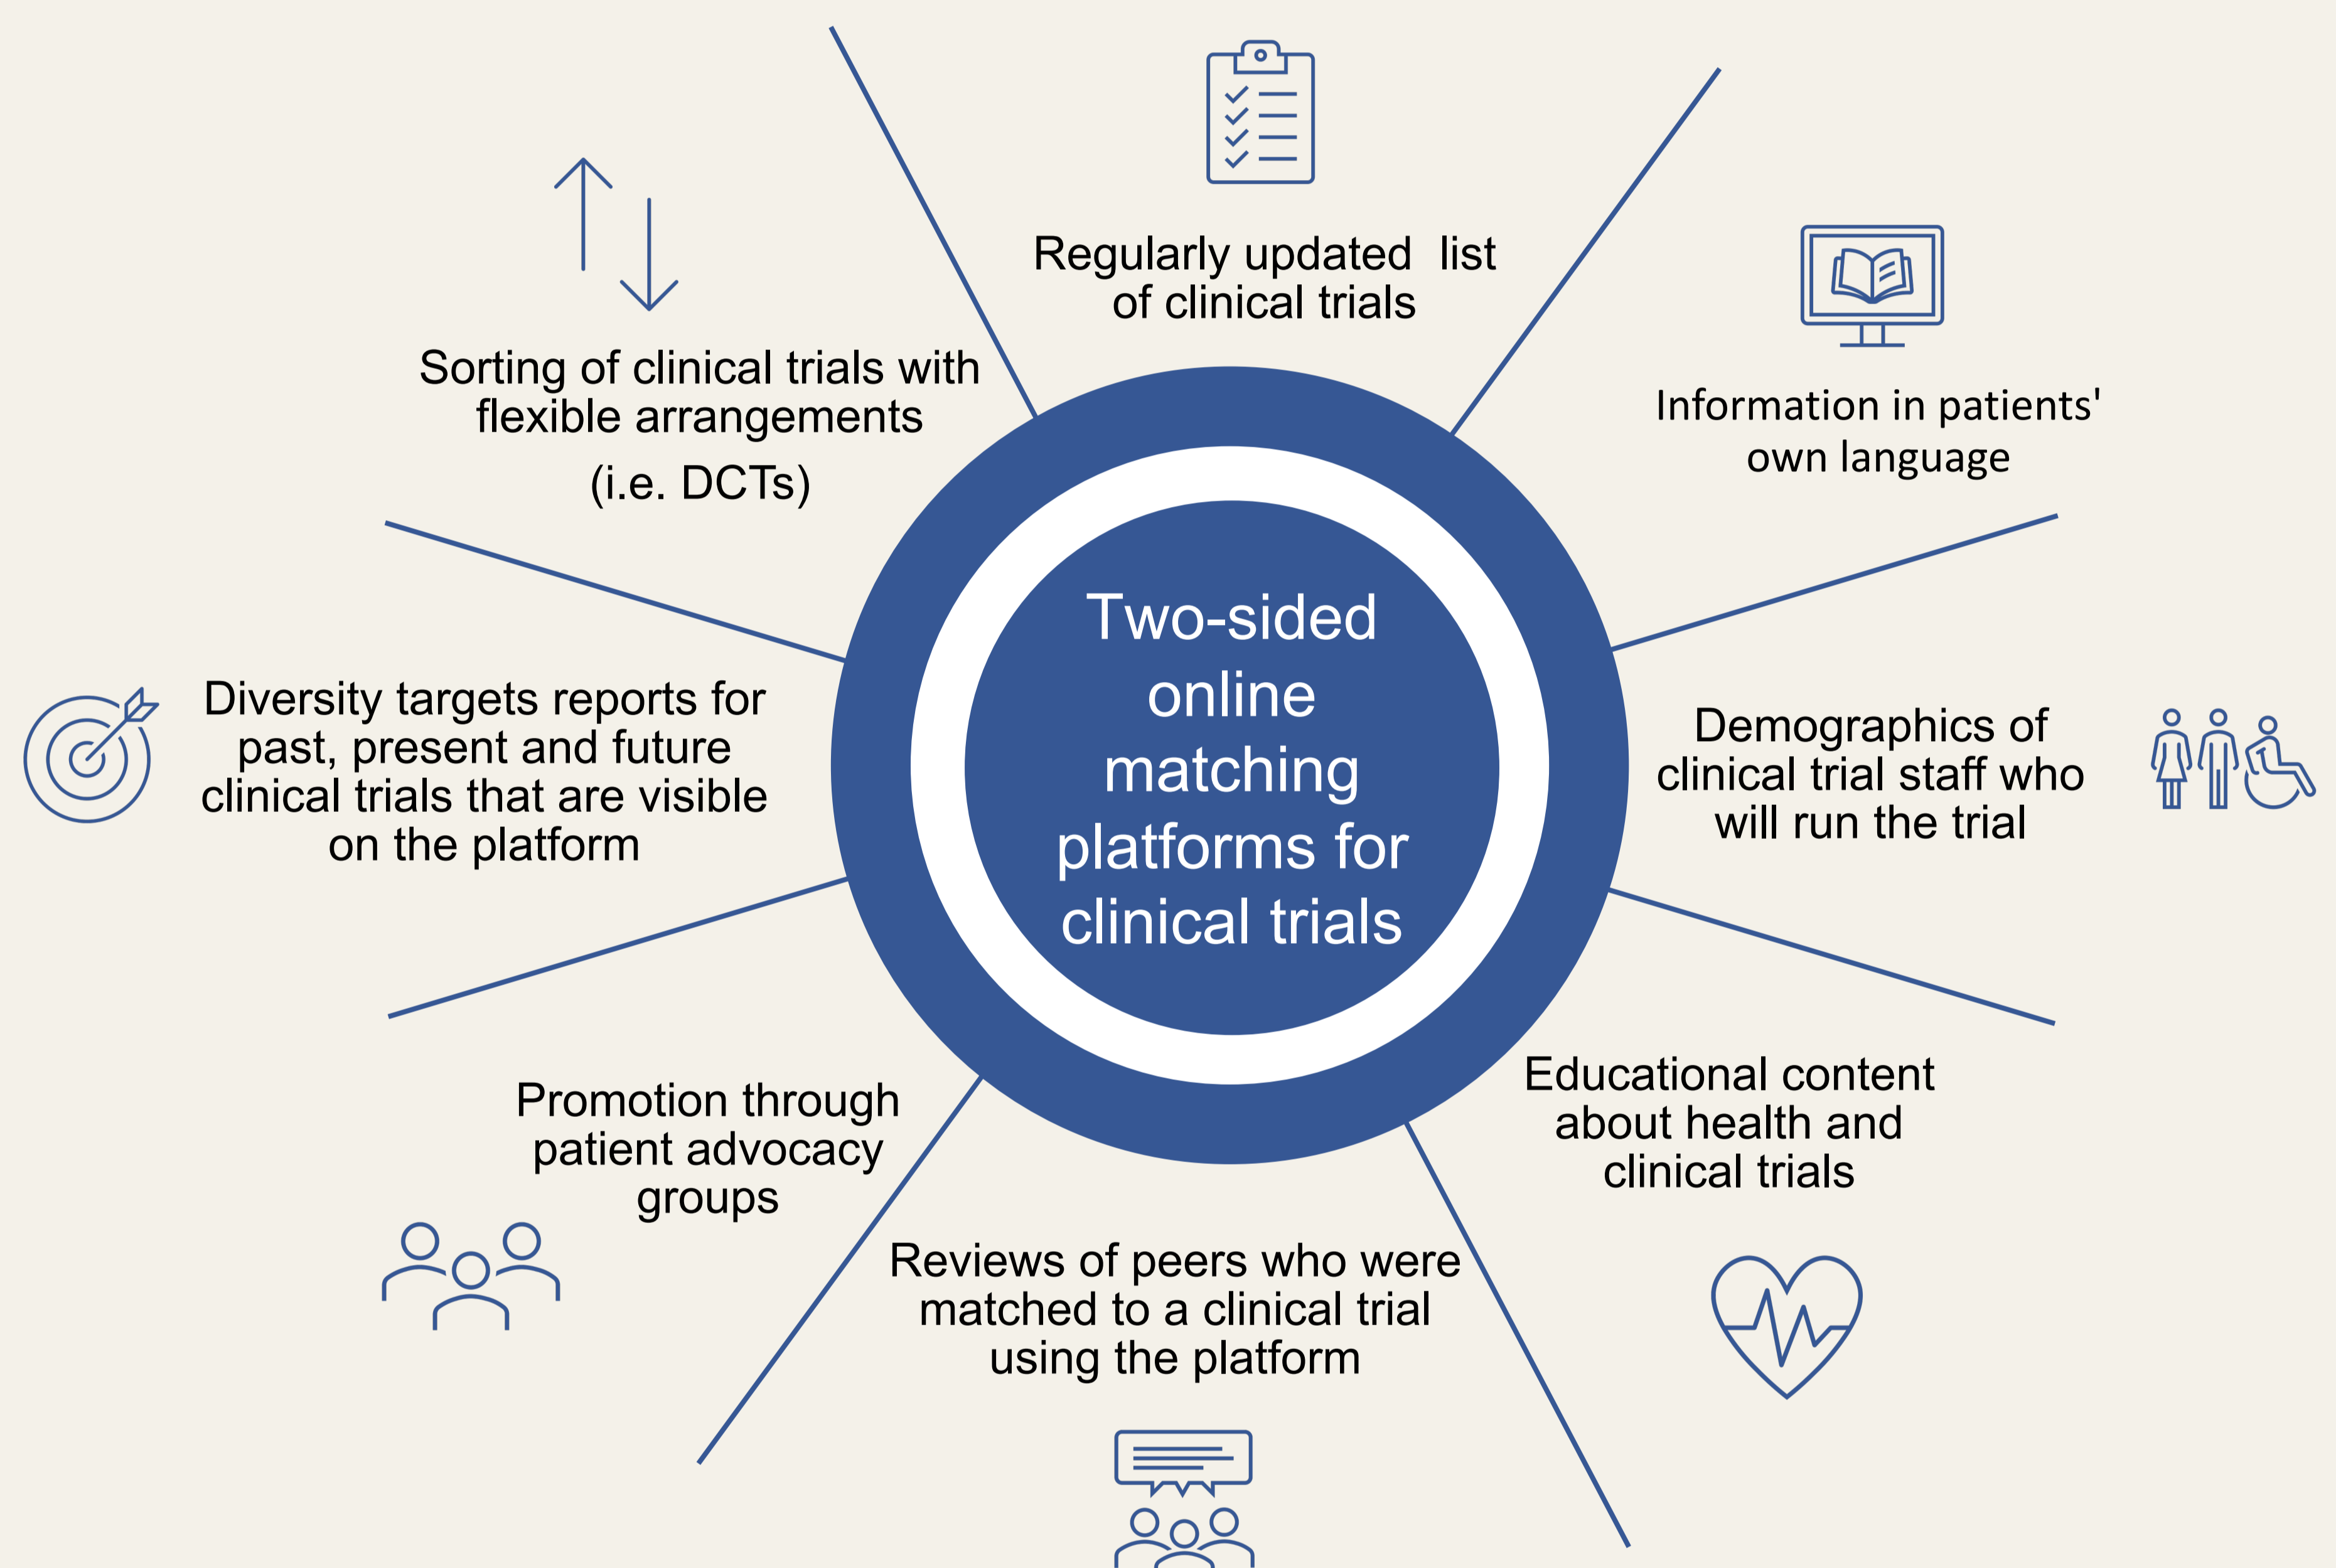 Regularly updated  list
of clinical trials
Information in patients'
own language
Demographics of
clinical trial staff who
will run the trial
Educational content
about health and
clinical trials
Reviews of peers who were
matched to a clinical trial
using the platform
Promotion through
patient advocacy
groups
Diversity targets reports for
past, present and future
clinical trials that are visible
on the platform
Sorting of clinical trials with
flexible arrangements
(i.e. DCTs)
Two-sided
online
matching
platforms for
clinical trials